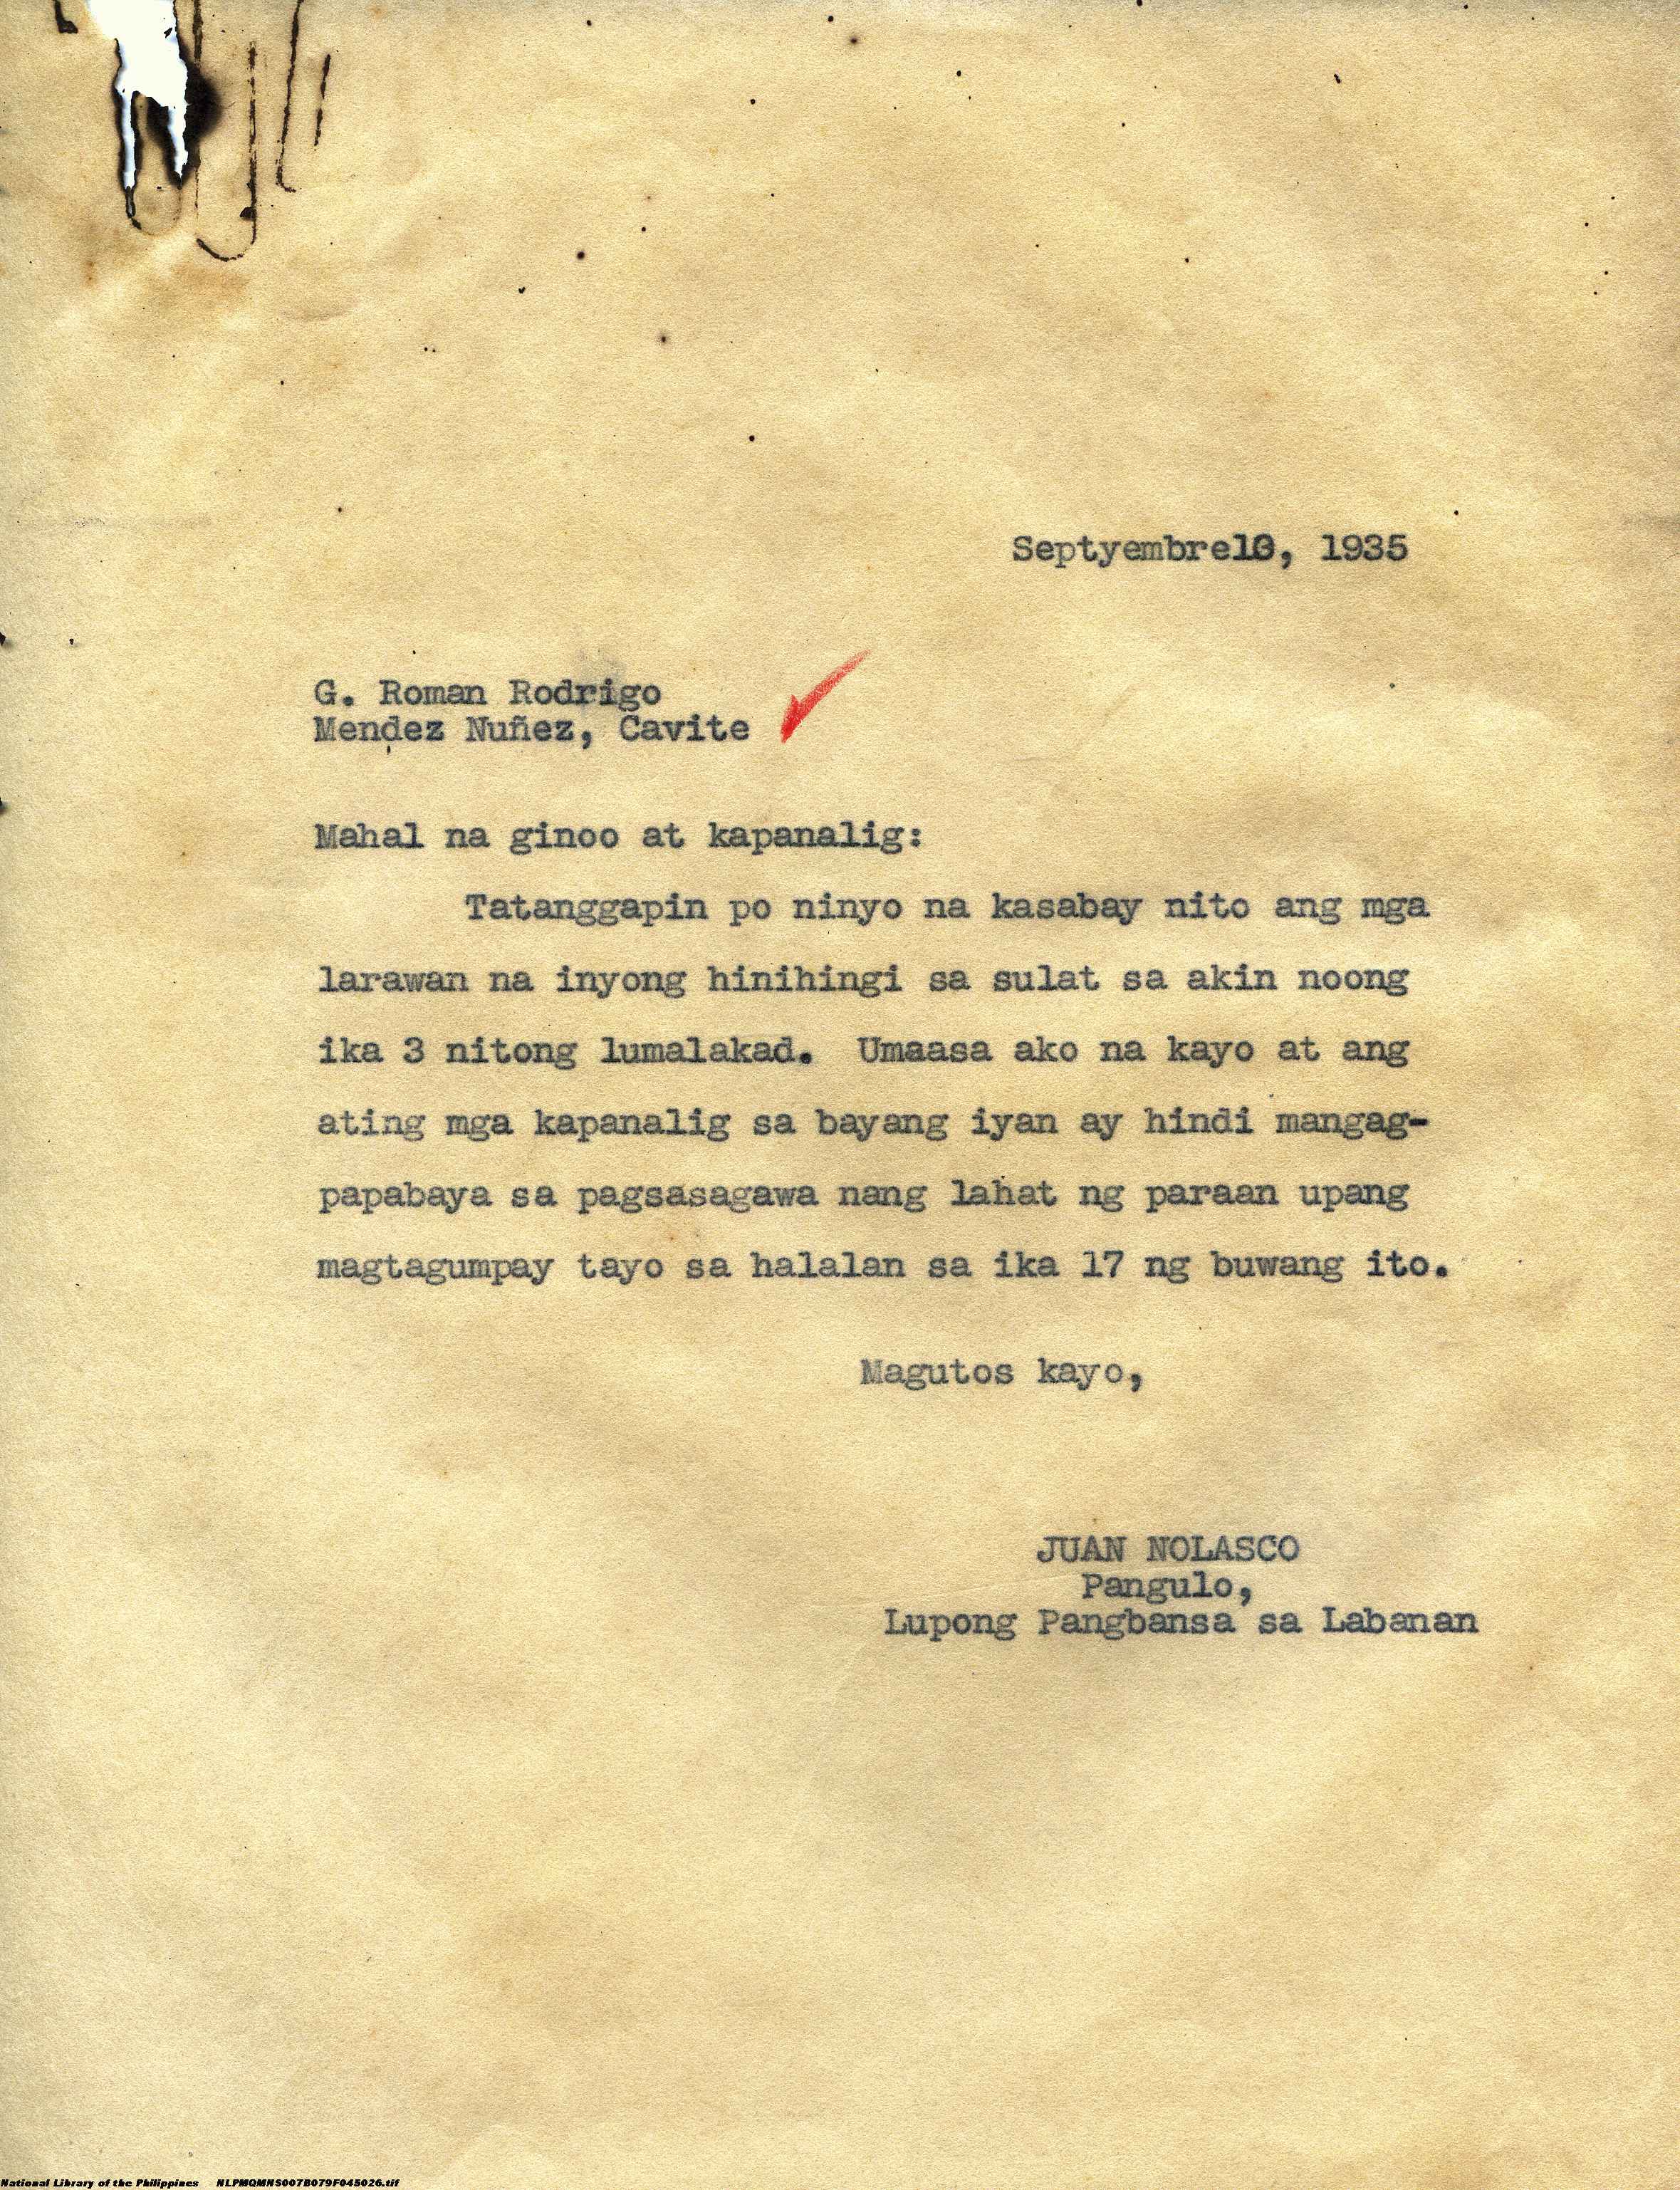 Septyembre10, 1935
G. Roman Rodrigo
Mendez Nuñez, Cavite
Mahal na ginoo at kapanalig:
Tatanggapin po ninyo na kasabay nito ang mga
larawan na inyong hinihingi sa sulat sa akin noong
ika 3 nitong lumalakad. Umaasa ako na kayo at ang
ating mga kapanalig sa bayang iyan ay hindi mangag-
papabaya sa pagsasagawa nang lahat ng paraan upang
magtagumpay tayo sa halalan sa ika 17 ng buwang ito.
Magutos kayo,
JUAN NOLASCO
Pangulo,
Lupong Pangbansa sa Labanan
National Library of the Philippines NLPMQMNS007B079F045026.tif